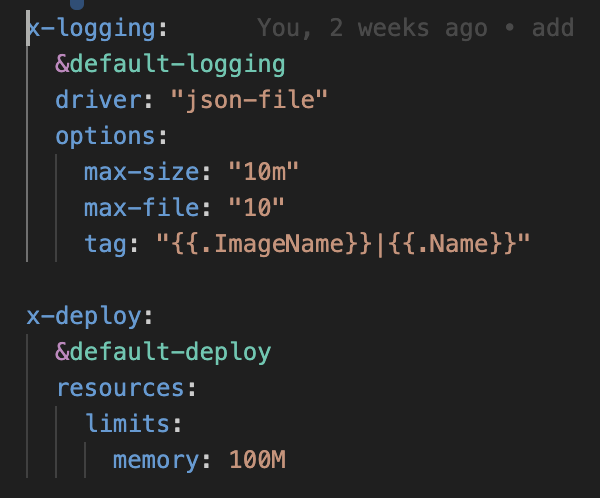 x-logging: You, 2 weeks ago • add
  &default-logging
  driver: "json-file"
  options:
    max-size: "10m"
    max-file: "10"
    tag: "{{.ImageName}}|{{.Name}}"

x-deploy:
  &default-deploy
  resources:
    limits:
      memory: 100M